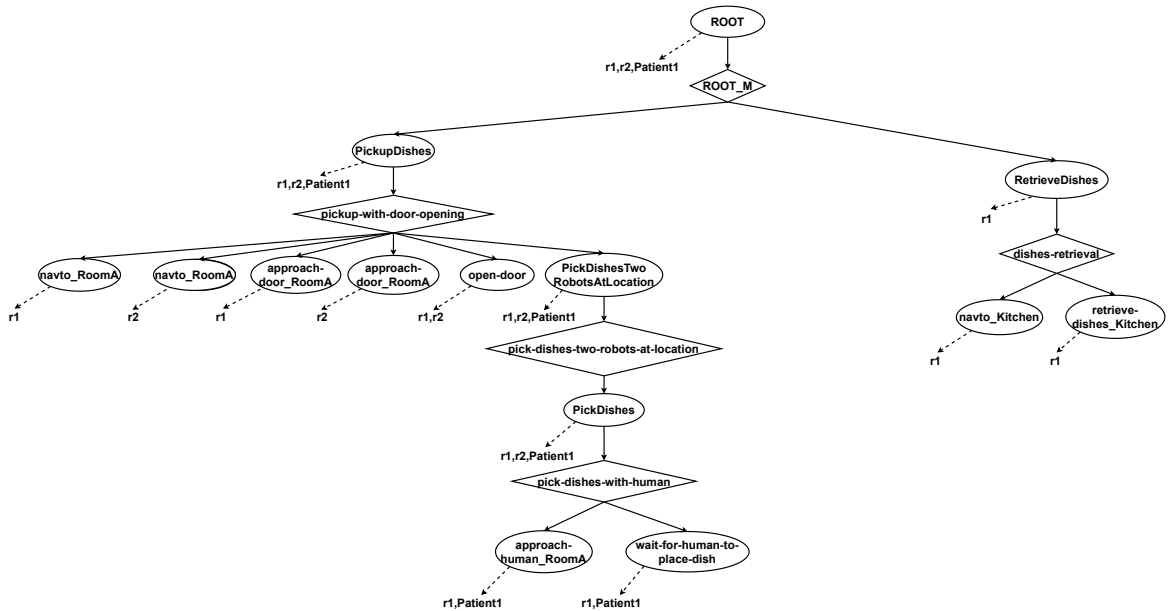 ROOT
r1,r2,Patient1
ROOT_M
PickupDishes
r1,r2,Patient1
RetrieveDishes
r1
pickup-with-door-opening
dishes-retrieval
navto_RoomA
navto_RoomA
approach-
door_RoomA
approach-
door_RoomA
open-door
PickDishesTwo
RobotsAtLocation
r1
r2
r1
r2
r1,r2
r1,r2,Patient1
navto_Kitchen
retrieve-
dishes_Kitchen
r1
r1
pick-dishes-two-robots-at-location
PickDishes
r1,r2,Patient1
pick-dishes-with-human
approach-
human_RoomA
wait-for-human-to-
place-dish
r1,Patient1
r1,Patient1